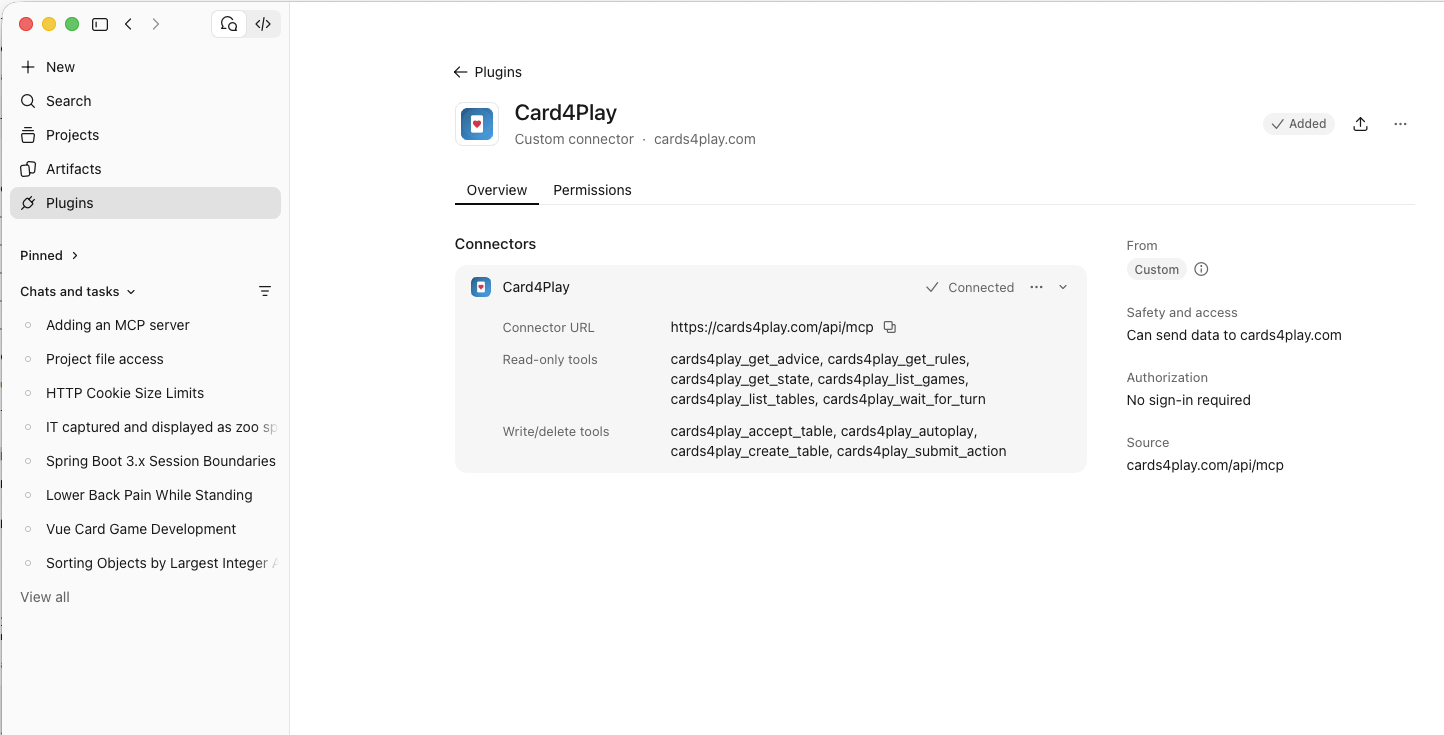 New
Search
Projects
Artifacts
Plugins
Pinned
Chats and tasks
Adding an MCP server
Project file access
HTTP Cookie Size Limits
IT captured and displayed as zoo sp
Spring Boot 3.x Session Boundaries
Lower Back Pain While Standing
Vue Card Game Development
Sorting Objects by Largest Integer A
View all
Plugins
Card4Play
Custom connector · cards4play.com
Added
Overview Permissions
Connectors
Card4Play Connected
Connector URL https://cards4play.com/api/mcp
Read-only tools cards4play_get_advice, cards4play_get_rules,
cards4play_get_state, cards4play_list_games,
cards4play_list_tables, cards4play_wait_for_turn
Write/delete tools cards4play_accept_table, cards4play_autoplay,
cards4play_create_table, cards4play_submit_action
From
Custom
Safety and access
Can send data to cards4play.com
Authorization
No sign-in required
Source
cards4play.com/api/mcp